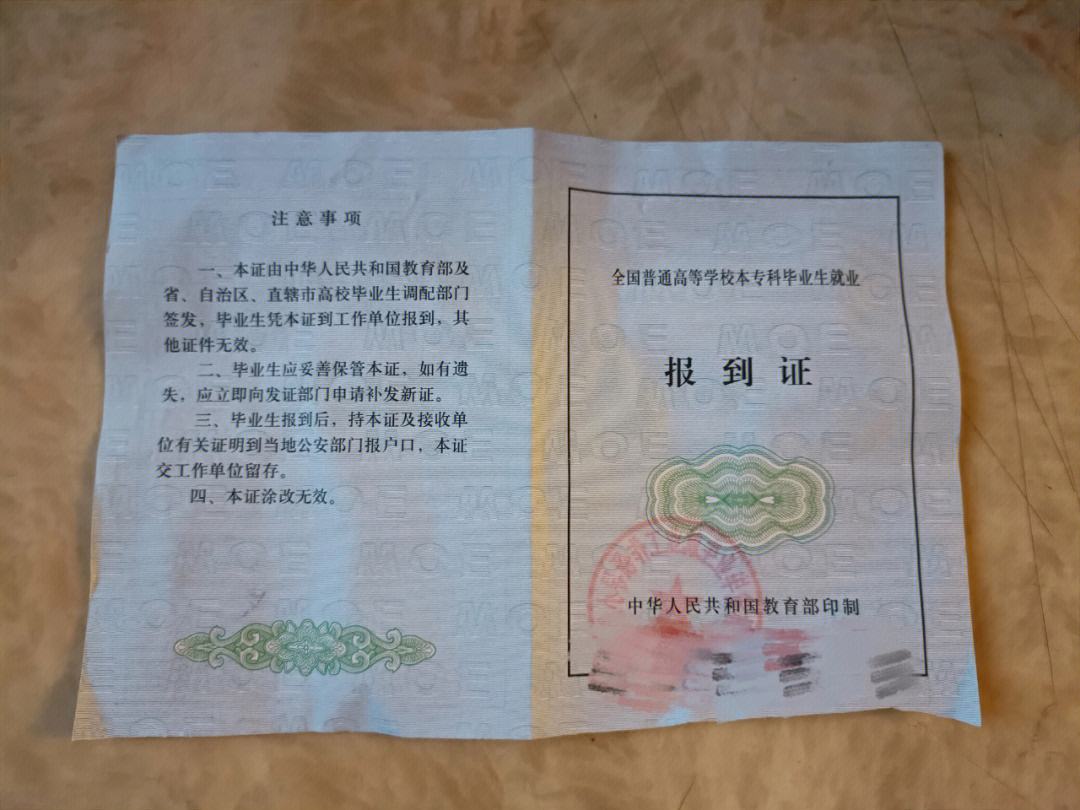 注意事项
一、本证由中华人民共和国教育部及
省、自治区、直辖市高校毕业生调配部门
签发，毕业生凭本证到工作单位报到，其
他证件无效。
二、毕业生应妥善保管本证，如有遗
失，应立即向发证部门申请补发新证。
三、毕业生报到后，持本证及接收单
位有关证明到当地公安部门报户口，本证
交工作单位留存。
四、本证涂改无效。
全国普通高等学校本专科毕业生就业
报到证
中华人民共和国教育部印制